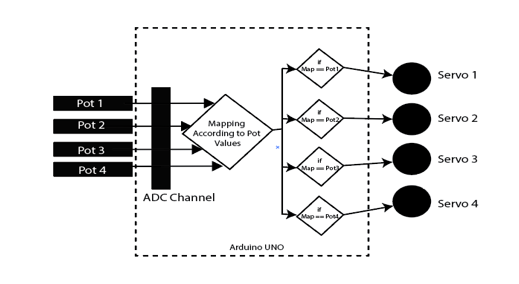 Pot 1
Pot 2
Pot 3
Pot 4
ADC Channel
Mapping
According to Pot
Values
if
Map == Pot1
if
Map == Pot2
if
Map == Pot3
if
Map == Pot4
Servo 1
Servo 2
Servo 3
Servo 4
Arduino UNO